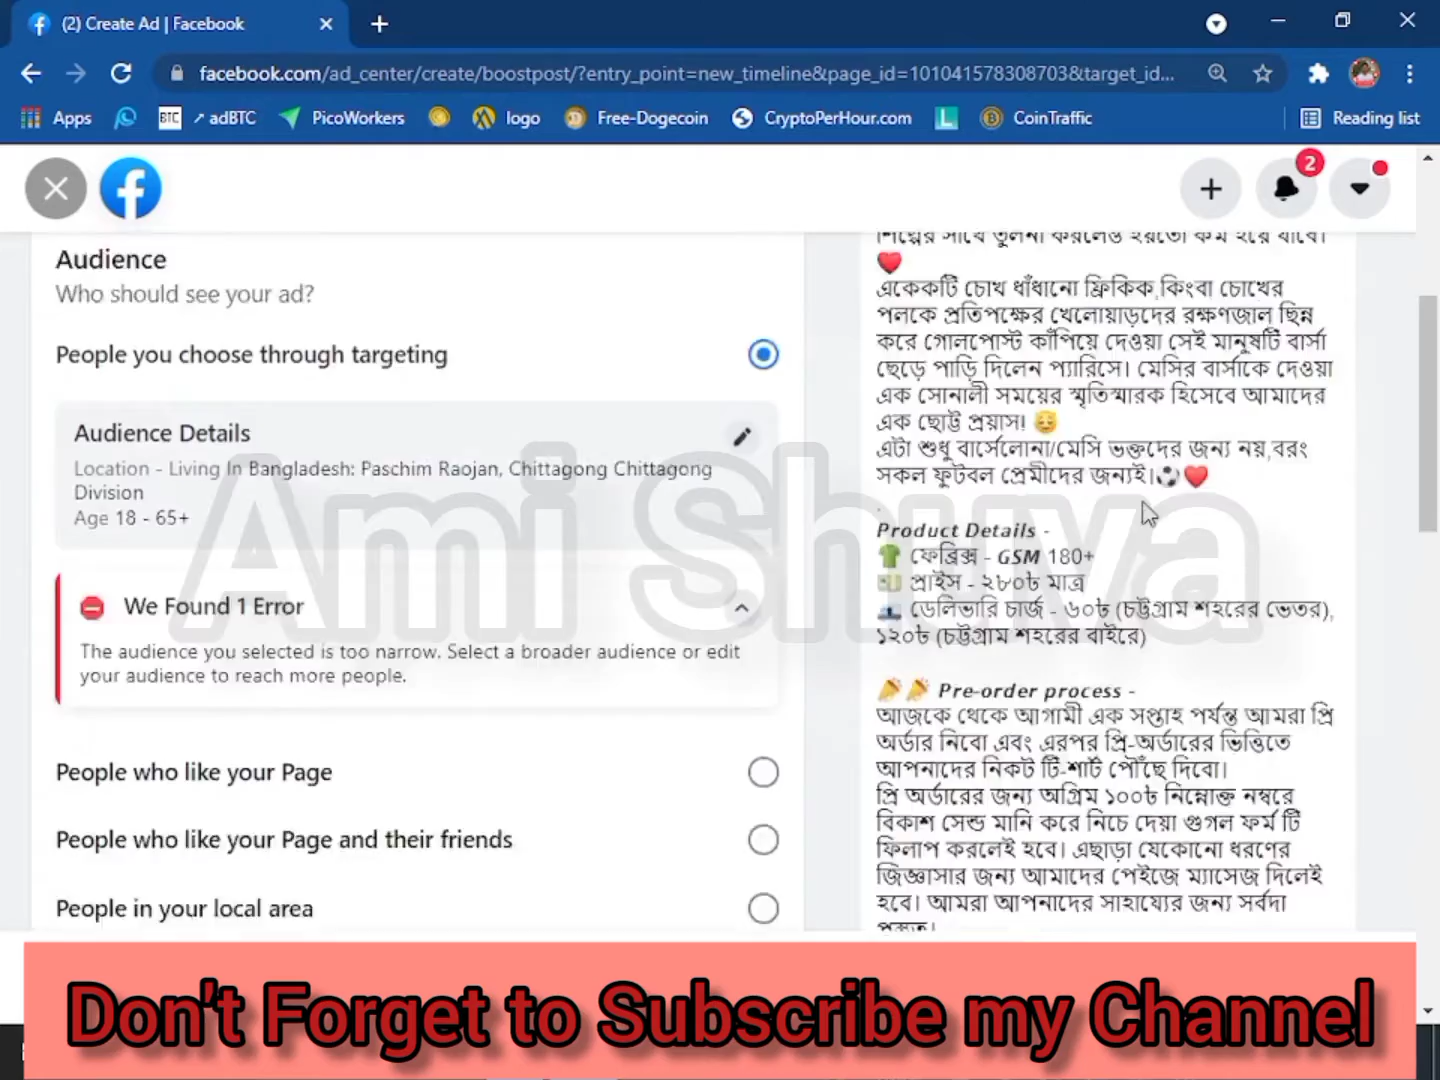 (2) Create Ad | Facebook
facebook.com/ad_center/create/boostpost/?entry_point=new_timeline&page_id=101041578308703&target_id...
Apps
BTC
adBTC
PicoWorkers
logo
Free-Dogecoin
CryptoPerHour.com
L
CoinTraffic
Reading list
2
Audience
Who should see your ad?
People you choose through targeting
Audience Details
Location - Living In Bangladesh: Paschim Raojan, Chittagong Chittagong
Division
Age 18 - 65+
We Found 1 Error
The audience you selected is too narrow. Select a broader audience or edit
your audience to reach more people.
People who like your Page
People who like your Page and their friends
People in your local area
শিল্পের সাথে তুলনা করলেও হয়তো কম হয়ে যাবে।
❤️
একেকটি চোখ ধাঁধানো ফ্রিকিক,কিংবা চোখের
পলকে প্রতিপক্ষের খেলোয়াড়দের রক্ষণজাল ছিন্ন
করে গোলপোস্ট কাঁপিয়ে দেওয়া সেই মানুষটি বার্সা
ছেড়ে পাড়ি দিলেন প্যারিসে। মেসির বার্সাকে দেওয়া
এক সোনালী সময়ের স্মৃতিস্মারক হিসেবে আমাদের
এক ছোট্ট প্রয়াস! 😌
এটা শুধু বার্সেলোনা/মেসি ভক্তদের জন্য নয়,বরং
সকল ফুটবল প্রেমীদের জন্যই।⚽❤️
.
Product Details -
👕 ফেব্রিক্স - GSM 180+
💵 প্রাইস - ২৮০৳ মাত্র
🚤 ডেলিভারি চার্জ - ৬০৳ (চট্টগ্রাম শহরের ভেতর),
১২০৳ (চট্টগ্রাম শহরের বাইরে)
🎉🎉 Pre-order process -
আজকে থেকে আগামী এক সপ্তাহ পর্যন্ত আমরা প্রি
অর্ডার নিবো এবং এরপর প্রি-অর্ডারের ভিত্তিতে
আপনাদের নিকট টি-শার্ট পৌঁছে দিবো।
প্রি অর্ডারের জন্য অগ্রিম ১০০৳ নিম্নোক্ত নম্বরে
বিকাশ সেন্ড মানি করে নিচে দেয়া গুগল ফর্ম টি
ফিলাপ করলেই হবে। এছাড়া যেকোনো ধরণের
জিজ্ঞাসার জন্য আমাদের পেইজে ম্যাসেজ দিলেই
হবে। আমরা আপনাদের সাহায্যের জন্য সর্বদা
প্রস্তুত।
Ami Shuva
Don't Forget to Subscribe my Channel